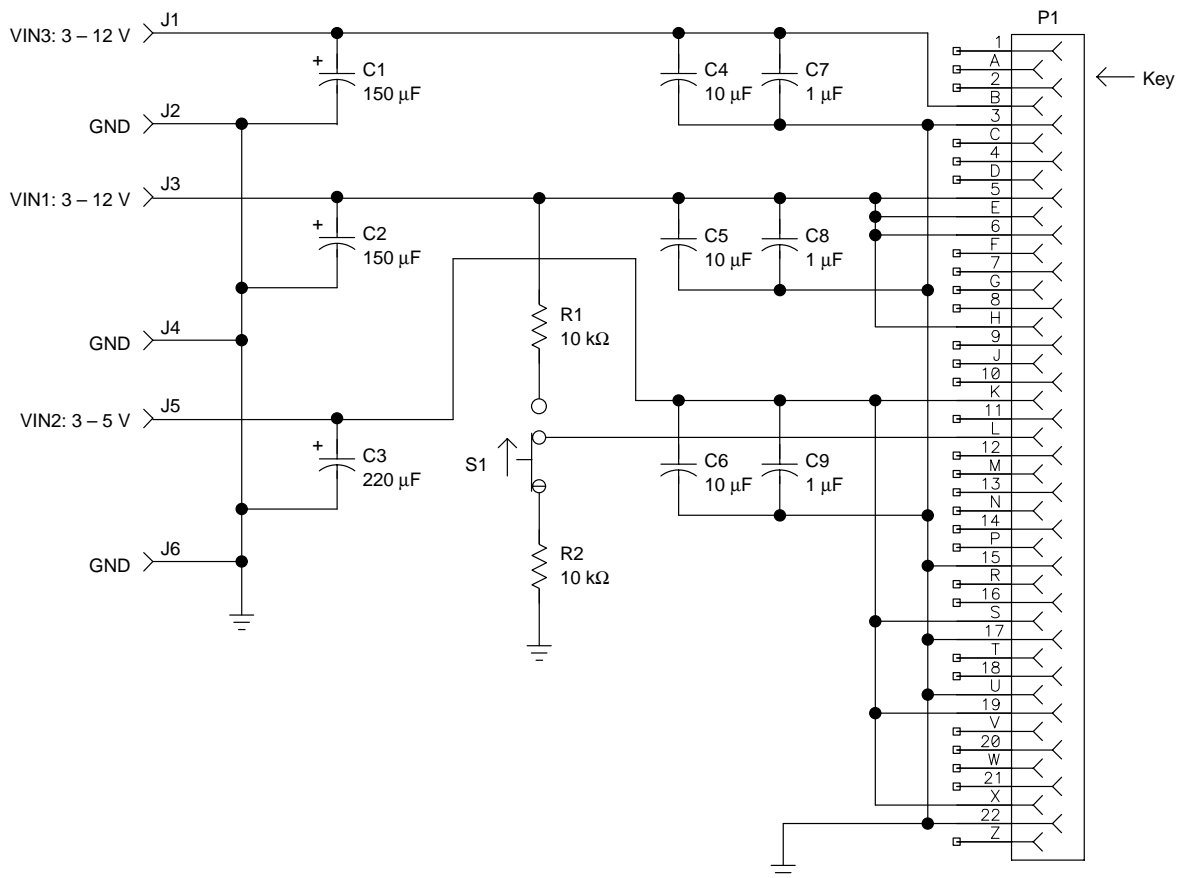 VIN3: 3 – 12 V
J1
+
C1
150 µF
C4
10 µF
C7
1 µF
P1
Key
GND
J2
VIN1: 3 – 12 V
J3
+
C2
150 µF
C5
10 µF
C8
1 µF
GND
J4
R1
10 kΩ
VIN2: 3 – 5 V
J5
+
C3
220 µF
S1
C6
10 µF
C9
1 µF
GND
J6
R2
10 kΩ
1
A
2
B
3
C
4
D
5
E
6
F
7
G
8
H
9
J
10
K
11
L
12
M
13
N
14
P
15
R
16
S
17
T
18
U
19
V
20
W
21
X
22
Z